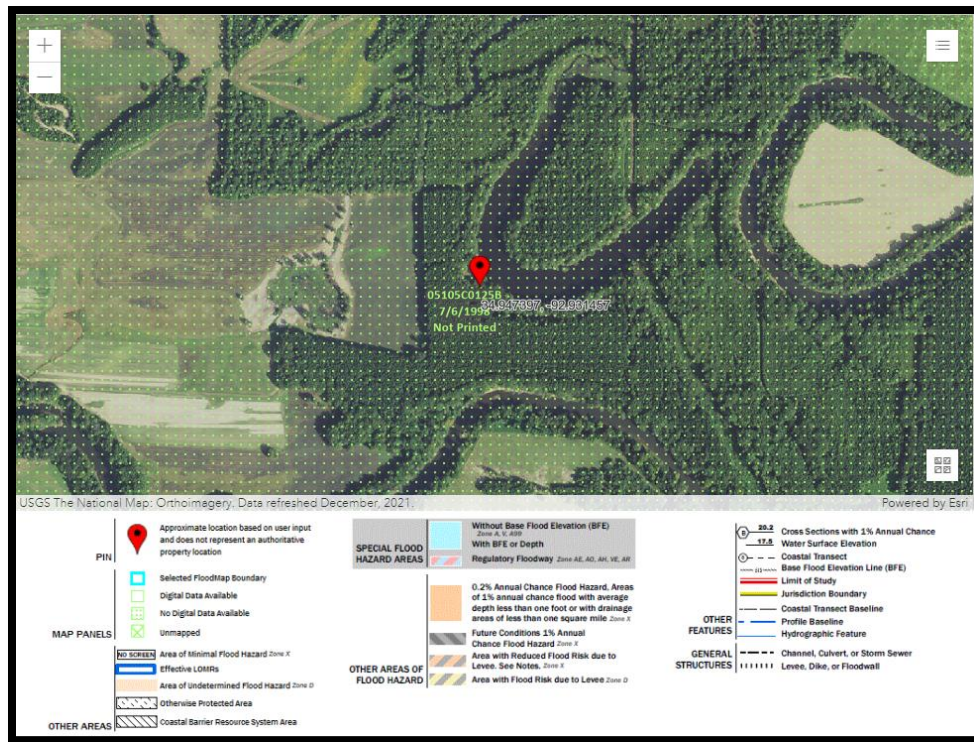 +
−
05105C0125B
34.947397, -92.931457
7/6/1998
Not Printed
USGS The National Map: Orthoimagery. Data refreshed December, 2021.
Powered by Esri
PIN
Approximate location based on user input
and does not represent an authoritative
property location
MAP PANELS
Selected FloodMap Boundary
Digital Data Available
No Digital Data Available
Unmapped
OTHER AREAS
NO SCREEN Area of Minimal Flood Hazard Zone X
Effective LOMRs
Area of Undetermined Flood Hazard Zone D
Otherwise Protected Area
Coastal Barrier Resource System Area
SPECIAL FLOOD
HAZARD AREAS
Without Base Flood Elevation (BFE)
Zone A, V, A99
With BFE or Depth
Regulatory Floodway Zone AE, AO, AH, VE, AR
OTHER AREAS OF
FLOOD HAZARD
0.2% Annual Chance Flood Hazard, Areas
of 1% annual chance flood with average
depth less than one foot or with drainage
areas of less than one square mile Zone X
Future Conditions 1% Annual
Chance Flood Hazard Zone X
Area with Reduced Flood Risk due to
Levee. See Notes. Zone X
Area with Flood Risk due to Levee Zone D
OTHER
FEATURES
20.2 Cross Sections with 1% Annual Chance
17.5 Water Surface Elevation
Coastal Transect
Base Flood Elevation Line (BFE)
Limit of Study
Jurisdiction Boundary
Coastal Transect Baseline
Profile Baseline
Hydrographic Feature
GENERAL
STRUCTURES
Channel, Culvert, or Storm Sewer
Levee, Dike, or Floodwall